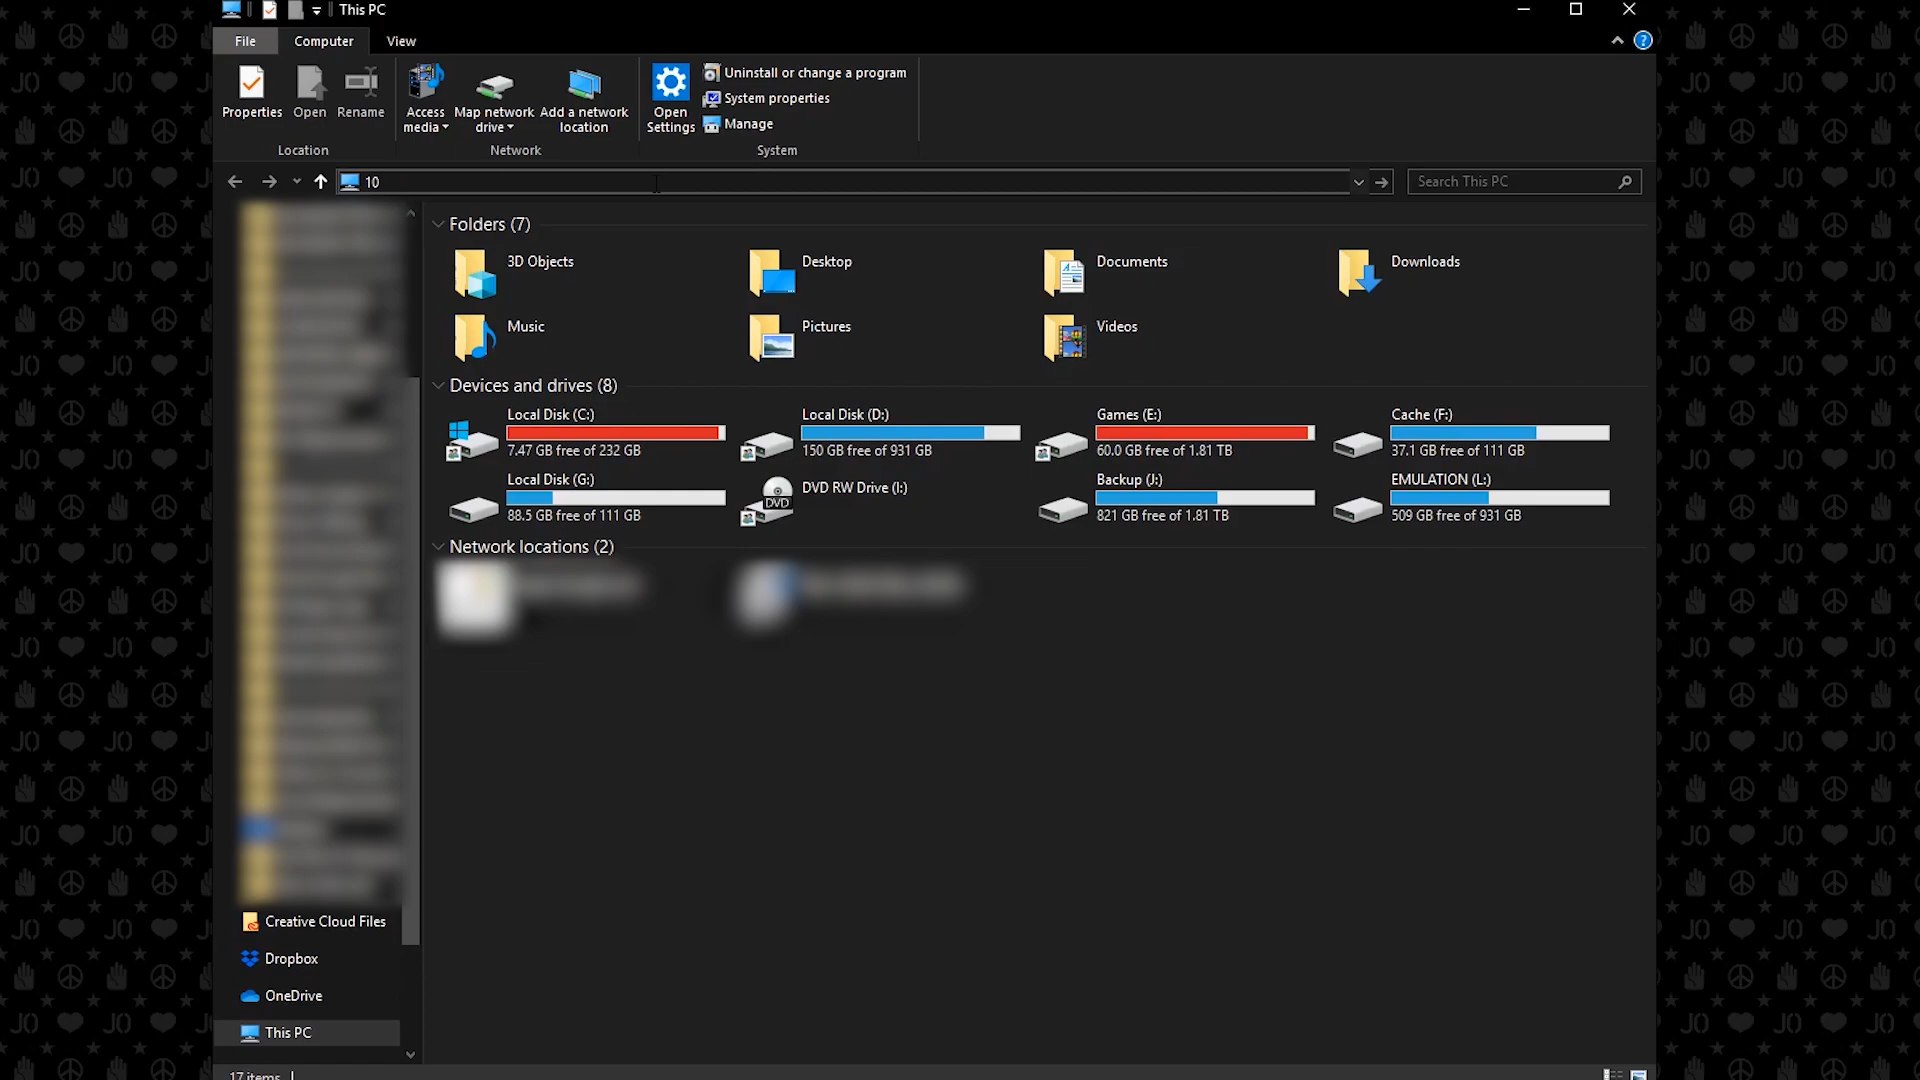 This PC
File
Computer
View
Properties
Open
Rename
Access media
Map network drive
Add a network location
Open Settings
Uninstall or change a program
System properties
Manage
Location
Network
System
10
Search This PC
Folders (7)
3D Objects
Desktop
Documents
Downloads
Music
Pictures
Videos
Devices and drives (8)
Local Disk (C:)
7.47 GB free of 232 GB
Local Disk (D:)
150 GB free of 931 GB
Games (E:)
60.0 GB free of 1.81 TB
Cache (F:)
37.1 GB free of 111 GB
Local Disk (G:)
88.5 GB free of 111 GB
DVD RW Drive (I:)
DVD
Backup (J:)
821 GB free of 1.81 TB
EMULATION (L:)
509 GB free of 931 GB
Network locations (2)
Creative Cloud Files
Dropbox
OneDrive
This PC
17 items